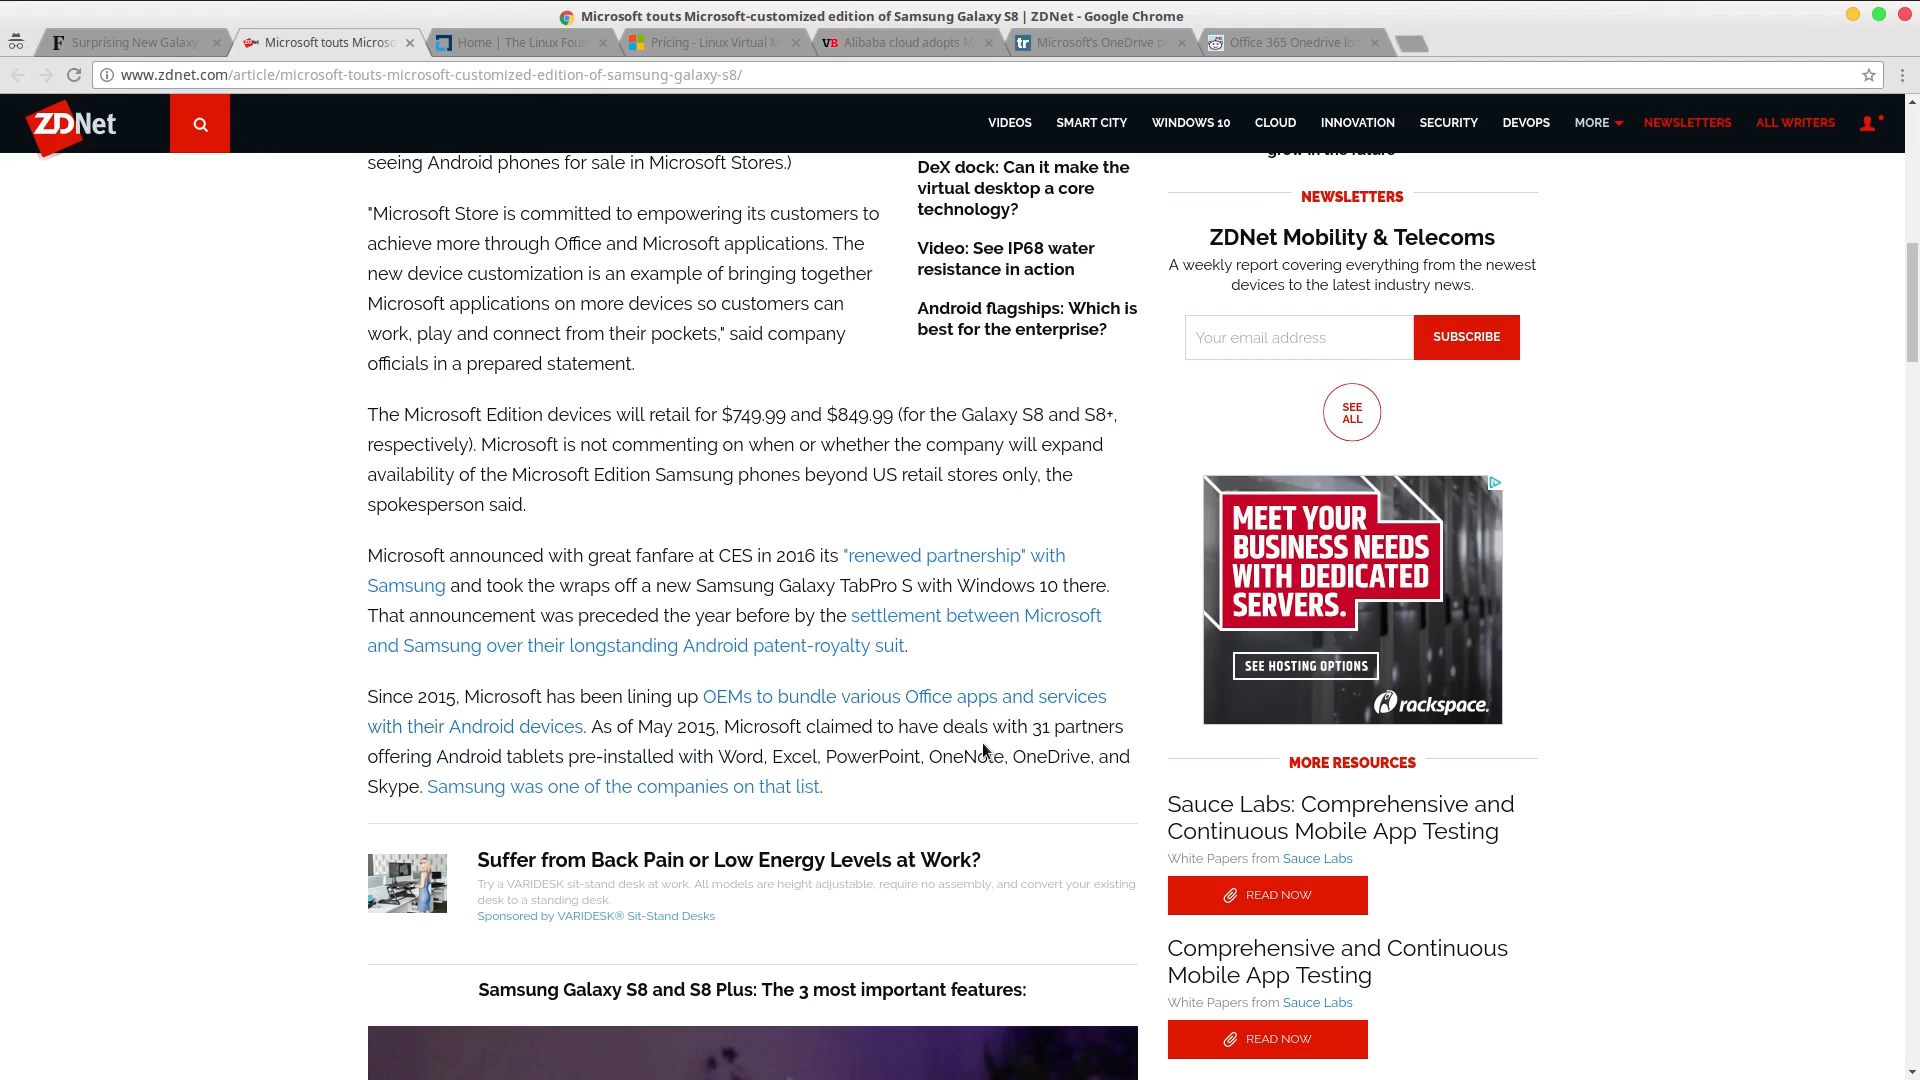 Microsoft touts Microsoft-customized edition of Samsung Galaxy S8 | ZDNet - Google Chrome
Surprising New Galaxy
Microsoft touts Microso
Home | The Linux Foun
Pricing - Linux Virtual M
Alibaba cloud adopts M
Microsoft's OneDrive p
Office 365 Onedrive lo
www.zdnet.com/article/microsoft-touts-microsoft-customized-edition-of-samsung-galaxy-s8/
ZDNet
VIDEOS SMART CITY WINDOWS 10 CLOUD INNOVATION SECURITY DEVOPS MORE NEWSLETTERS ALL WRITERS
seeing Android phones for sale in Microsoft Stores.)
"Microsoft Store is committed to empowering its customers to
achieve more through Office and Microsoft applications. The
new device customization is an example of bringing together
Microsoft applications on more devices so customers can
work, play and connect from their pockets," said company
officials in a prepared statement.
DeX dock: Can it make the
virtual desktop a core
technology?
Video: See IP68 water
resistance in action
Android flagships: Which is
best for the enterprise?
The Microsoft Edition devices will retail for $749.99 and $849.99 (for the Galaxy S8 and S8+,
respectively). Microsoft is not commenting on when or whether the company will expand
availability of the Microsoft Edition Samsung phones beyond US retail stores only, the
spokesperson said.
Microsoft announced with great fanfare at CES in 2016 its "renewed partnership" with
Samsung and took the wraps off a new Samsung Galaxy TabPro S with Windows 10 there.
That announcement was preceded the year before by the settlement between Microsoft
and Samsung over their longstanding Android patent-royalty suit.
Since 2015, Microsoft has been lining up OEMs to bundle various Office apps and services
with their Android devices. As of May 2015, Microsoft claimed to have deals with 31 partners
offering Android tablets pre-installed with Word, Excel, PowerPoint, OneNote, OneDrive, and
Skype. Samsung was one of the companies on that list.
Suffer from Back Pain or Low Energy Levels at Work?
Try a VARIDESK sit-stand desk at work. All models are height adjustable, require no assembly, and convert your existing
desk to a standing desk.
Sponsored by VARIDESK® Sit-Stand Desks
Samsung Galaxy S8 and S8 Plus: The 3 most important features:
grow in the future
NEWSLETTERS
ZDNet Mobility & Telecoms
A weekly report covering everything from the newest
devices to the latest industry news.
Your email address
SUBSCRIBE
SEE
ALL
MEET YOUR
BUSINESS NEEDS
WITH DEDICATED
SERVERS.
SEE HOSTING OPTIONS
rackspace.
MORE RESOURCES
Sauce Labs: Comprehensive and
Continuous Mobile App Testing
White Papers from Sauce Labs
READ NOW
Comprehensive and Continuous
Mobile App Testing
White Papers from Sauce Labs
READ NOW